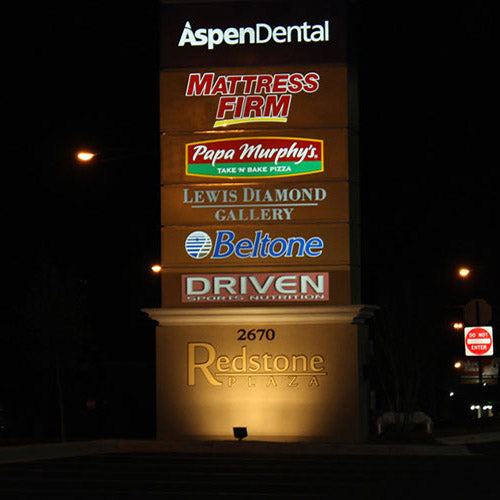 AspenDental
MATTRESS
FIRM
Papa Murphy's
TAKE 'N' BAKE PIZZA
LEWIS DIAMOND
GALLERY
Beltone
DRIVEN
SPORTS NUTRITION
2670
Redstone
PLAZA
DO NOT
ENTER